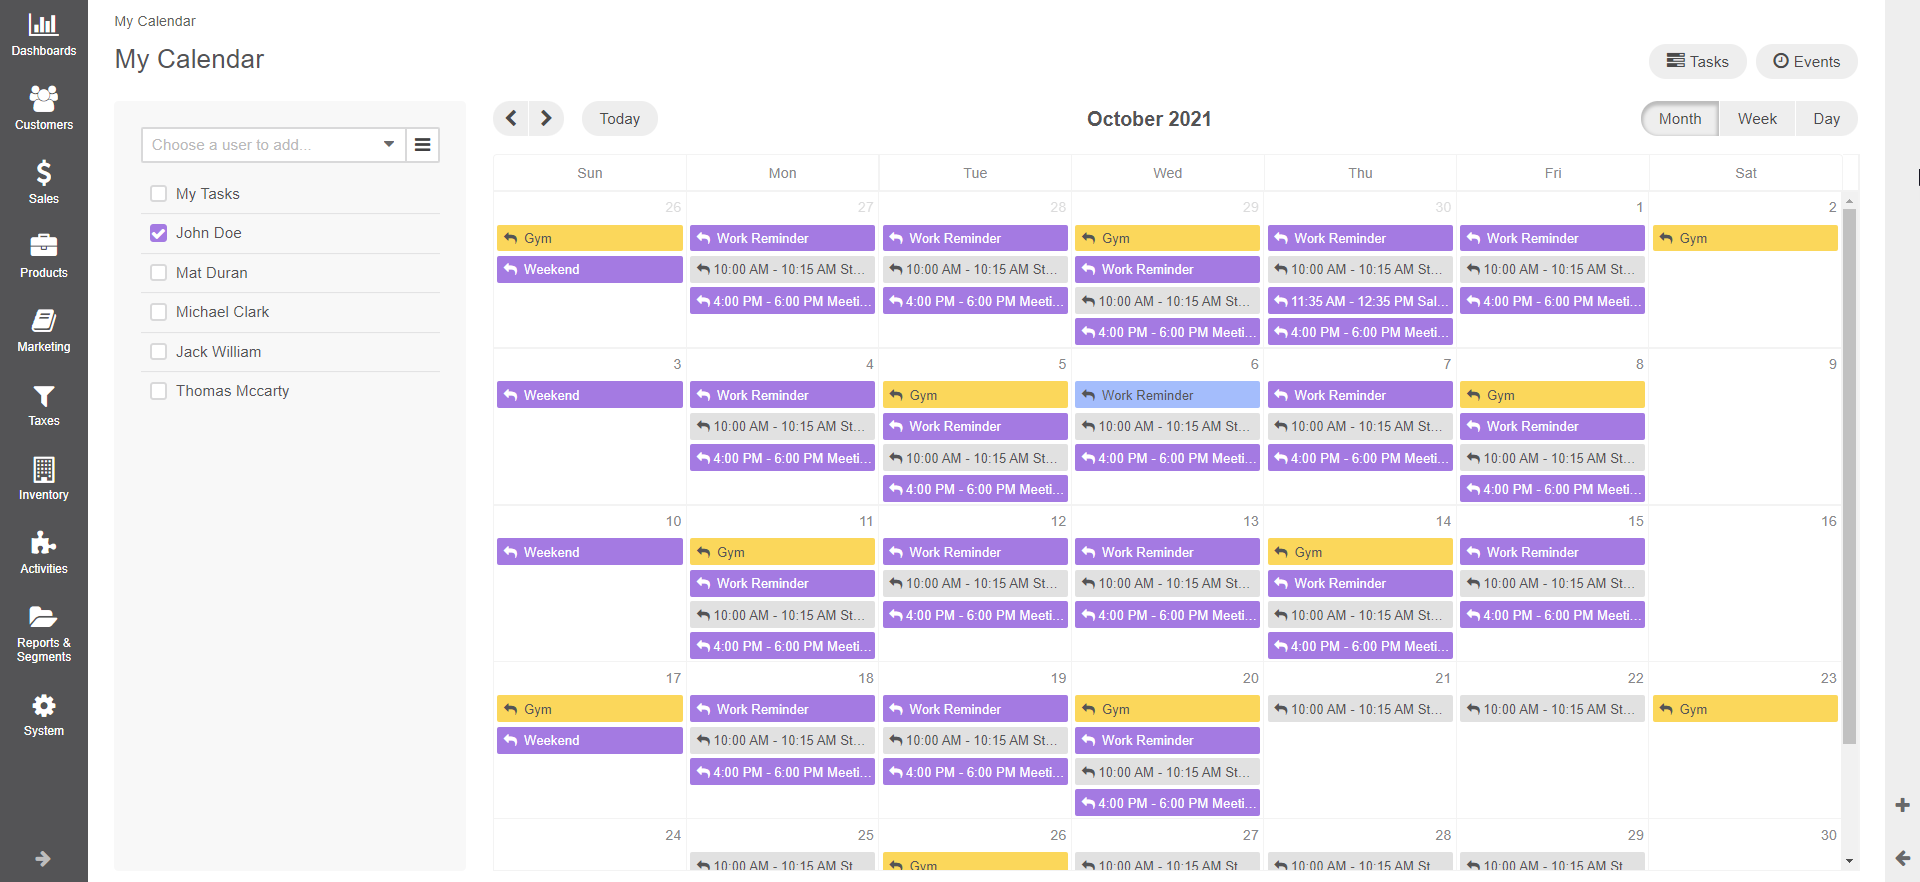 Dashboards
Customers
Sales
Products
Marketing
Taxes
Inventory
Activities
Reports &
Segments
System
My Calendar
My Calendar
Tasks
Events
Choose a user to add...
My Tasks
John Doe
Mat Duran
Michael Clark
Jack William
Thomas Mccarty
Today
October 2021
Month Week Day
Sun Mon Tue Wed Thu Fri Sat
26 27 28 29 30 1 2
Gym Work Reminder Work Reminder Gym Work Reminder Work Reminder Gym
Weekend 10:00 AM - 10:15 AM St... 10:00 AM - 10:15 AM St... Work Reminder 10:00 AM - 10:15 AM St... 10:00 AM - 10:15 AM St...
4:00 PM - 6:00 PM Meeti... 4:00 PM - 6:00 PM Meeti... 10:00 AM - 10:15 AM St... 11:35 AM - 12:35 PM Sal... 4:00 PM - 6:00 PM Meeti...
4:00 PM - 6:00 PM Meeti... 4:00 PM - 6:00 PM Meeti...
3 4 5 6 7 8 9
Weekend Work Reminder Gym Work Reminder Work Reminder Gym
10:00 AM - 10:15 AM St... Work Reminder 10:00 AM - 10:15 AM St... 10:00 AM - 10:15 AM St... Work Reminder
4:00 PM - 6:00 PM Meeti... 10:00 AM - 10:15 AM St... 4:00 PM - 6:00 PM Meeti... 4:00 PM - 6:00 PM Meeti... 10:00 AM - 10:15 AM St...
4:00 PM - 6:00 PM Meeti... 4:00 PM - 6:00 PM Meeti...
10 11 12 13 14 15 16
Weekend Gym Work Reminder Work Reminder Gym Work Reminder
Work Reminder 10:00 AM - 10:15 AM St... 10:00 AM - 10:15 AM St... Work Reminder 10:00 AM - 10:15 AM St...
10:00 AM - 10:15 AM St... 4:00 PM - 6:00 PM Meeti... 4:00 PM - 6:00 PM Meeti... 10:00 AM - 10:15 AM St... 4:00 PM - 6:00 PM Meeti...
4:00 PM - 6:00 PM Meeti... 4:00 PM - 6:00 PM Meeti...
17 18 19 20 21 22 23
Gym Work Reminder Work Reminder Gym 10:00 AM - 10:15 AM St... 10:00 AM - 10:15 AM St... Gym
Weekend 10:00 AM - 10:15 AM St... 10:00 AM - 10:15 AM St... Work Reminder
4:00 PM - 6:00 PM Meeti... 4:00 PM - 6:00 PM Meeti... 10:00 AM - 10:15 AM St...
4:00 PM - 6:00 PM Meeti...
24 25 26 27 28 29 30
10:00 AM - 10:15 AM St... Gym 10:00 AM - 10:15 AM St... 10:00 AM - 10:15 AM St... 10:00 AM - 10:15 AM St...